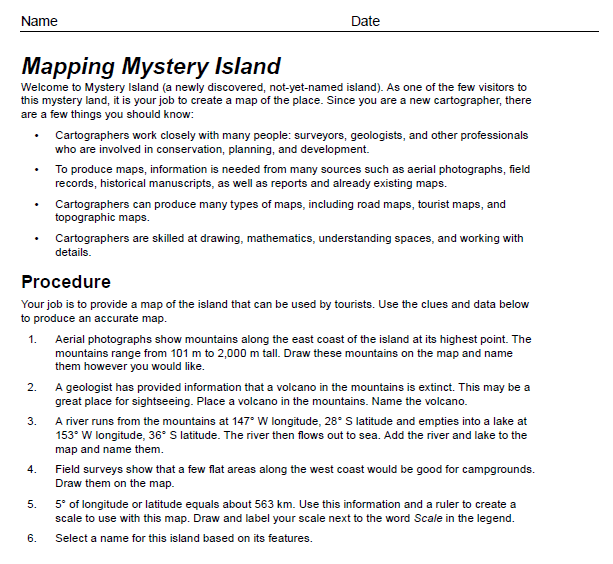 Name Date
Mapping Mystery Island
Welcome to Mystery Island (a newly discovered, not-yet-named island). As one of the few visitors to
this mystery land, it is your job to create a map of the place. Since you are a new cartographer, there
are a few things you should know:
• Cartographers work closely with many people: surveyors, geologists, and other professionals
who are involved in conservation, planning, and development.
• To produce maps, information is needed from many sources such as aerial photographs, field
records, historical manuscripts, as well as reports and already existing maps.
• Cartographers can produce many types of maps, including road maps, tourist maps, and
topographic maps.
• Cartographers are skilled at drawing, mathematics, understanding spaces, and working with
details.
Procedure
Your job is to provide a map of the island that can be used by tourists. Use the clues and data below
to produce an accurate map.
1. Aerial photographs show mountains along the east coast of the island at its highest point. The
mountains range from 101 m to 2,000 m tall. Draw these mountains on the map and name
them however you would like.
2. A geologist has provided information that a volcano in the mountains is extinct. This may be a
great place for sightseeing. Place a volcano in the mountains. Name the volcano.
3. A river runs from the mountains at 147° W longitude, 28° S latitude and empties into a lake at
153° W longitude, 36° S latitude. The river then flows out to sea. Add the river and lake to the
map and name them.
4. Field surveys show that a few flat areas along the west coast would be good for campgrounds.
Draw them on the map.
5. 5° of longitude or latitude equals about 563 km. Use this information and a ruler to create a
scale to use with this map. Draw and label your scale next to the word Scale in the legend.
6. Select a name for this island based on its features.